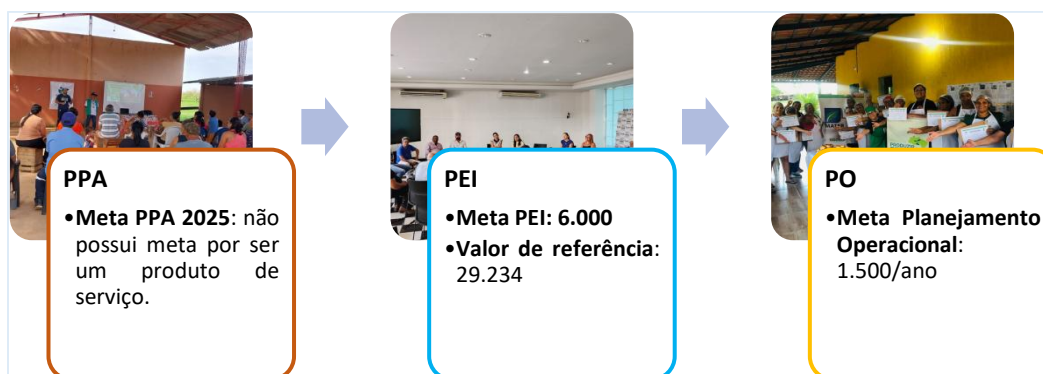 PPA
•Meta PPA 2025: não
possui meta por ser
um produto de
serviço.
PEI
•Meta PEI: 6.000
•Valor de referência:
29.234
PO
•Meta Planejamento
Operacional:
1.500/ano